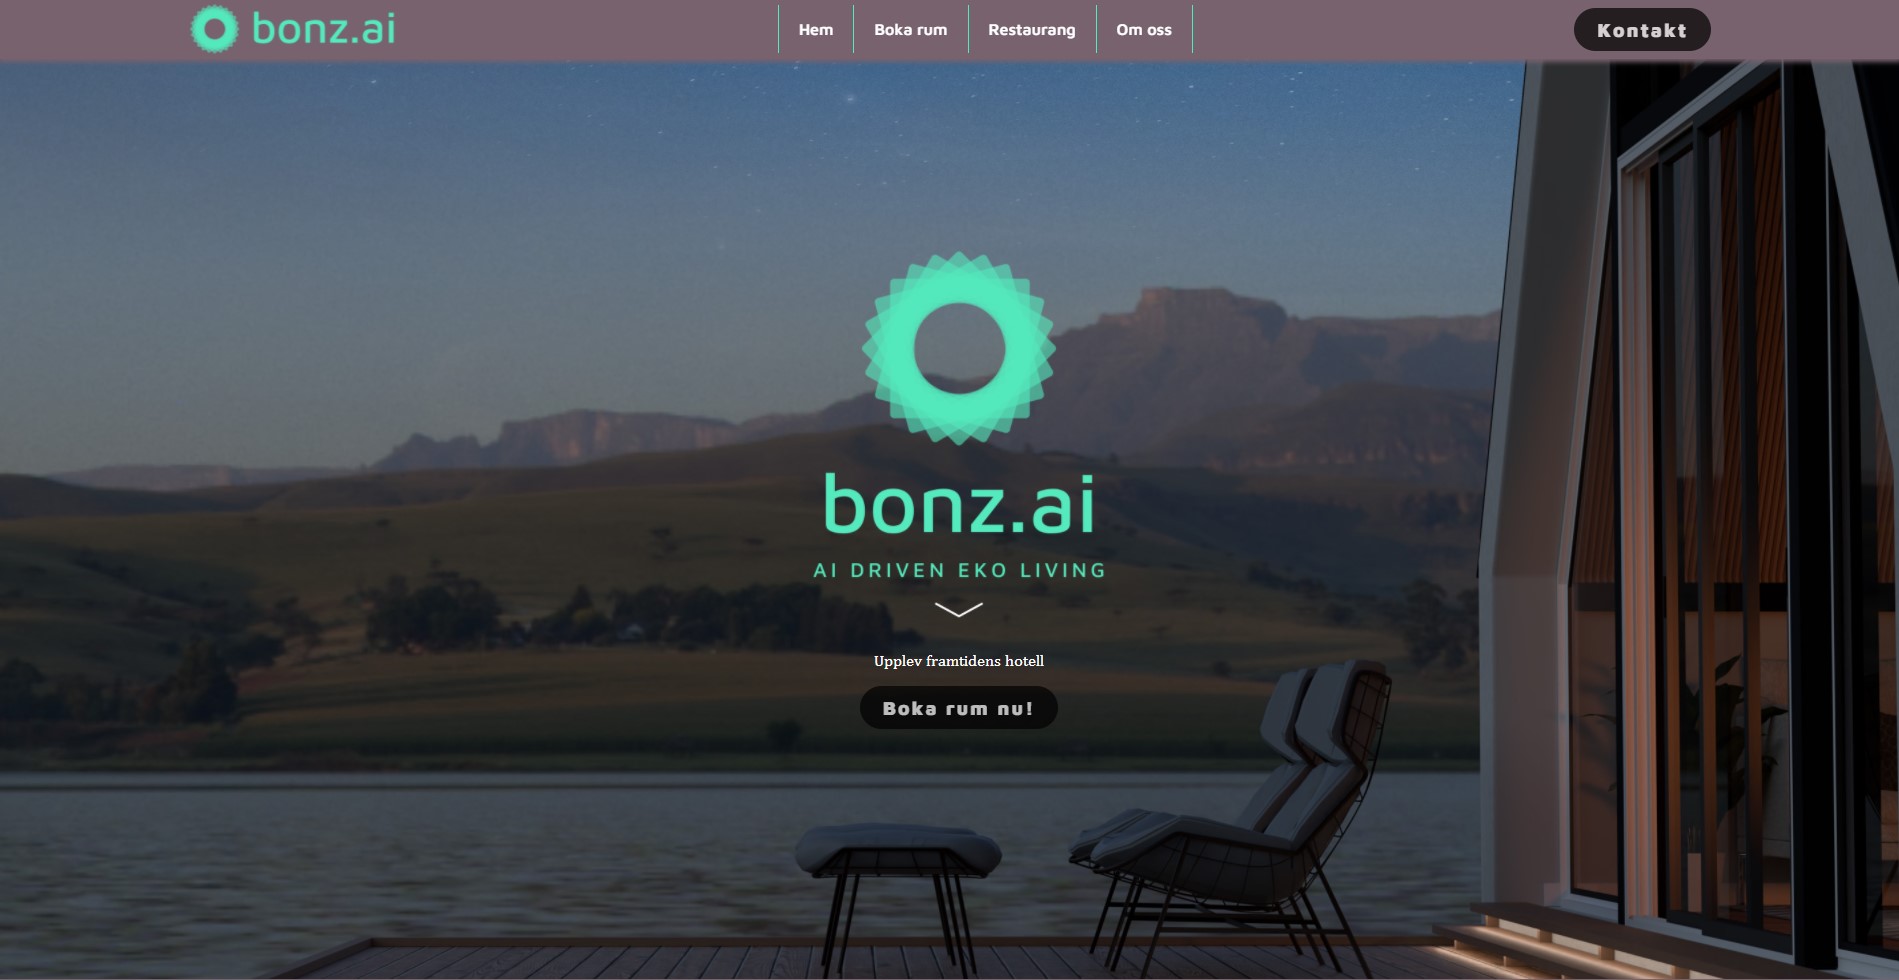 bonz.ai
Hem
Boka rum
Restaurang
Om oss
Kontakt
bonz.ai
AI DRIVEN EKO LIVING
Upplev framtidens hotell
Boka rum nu!